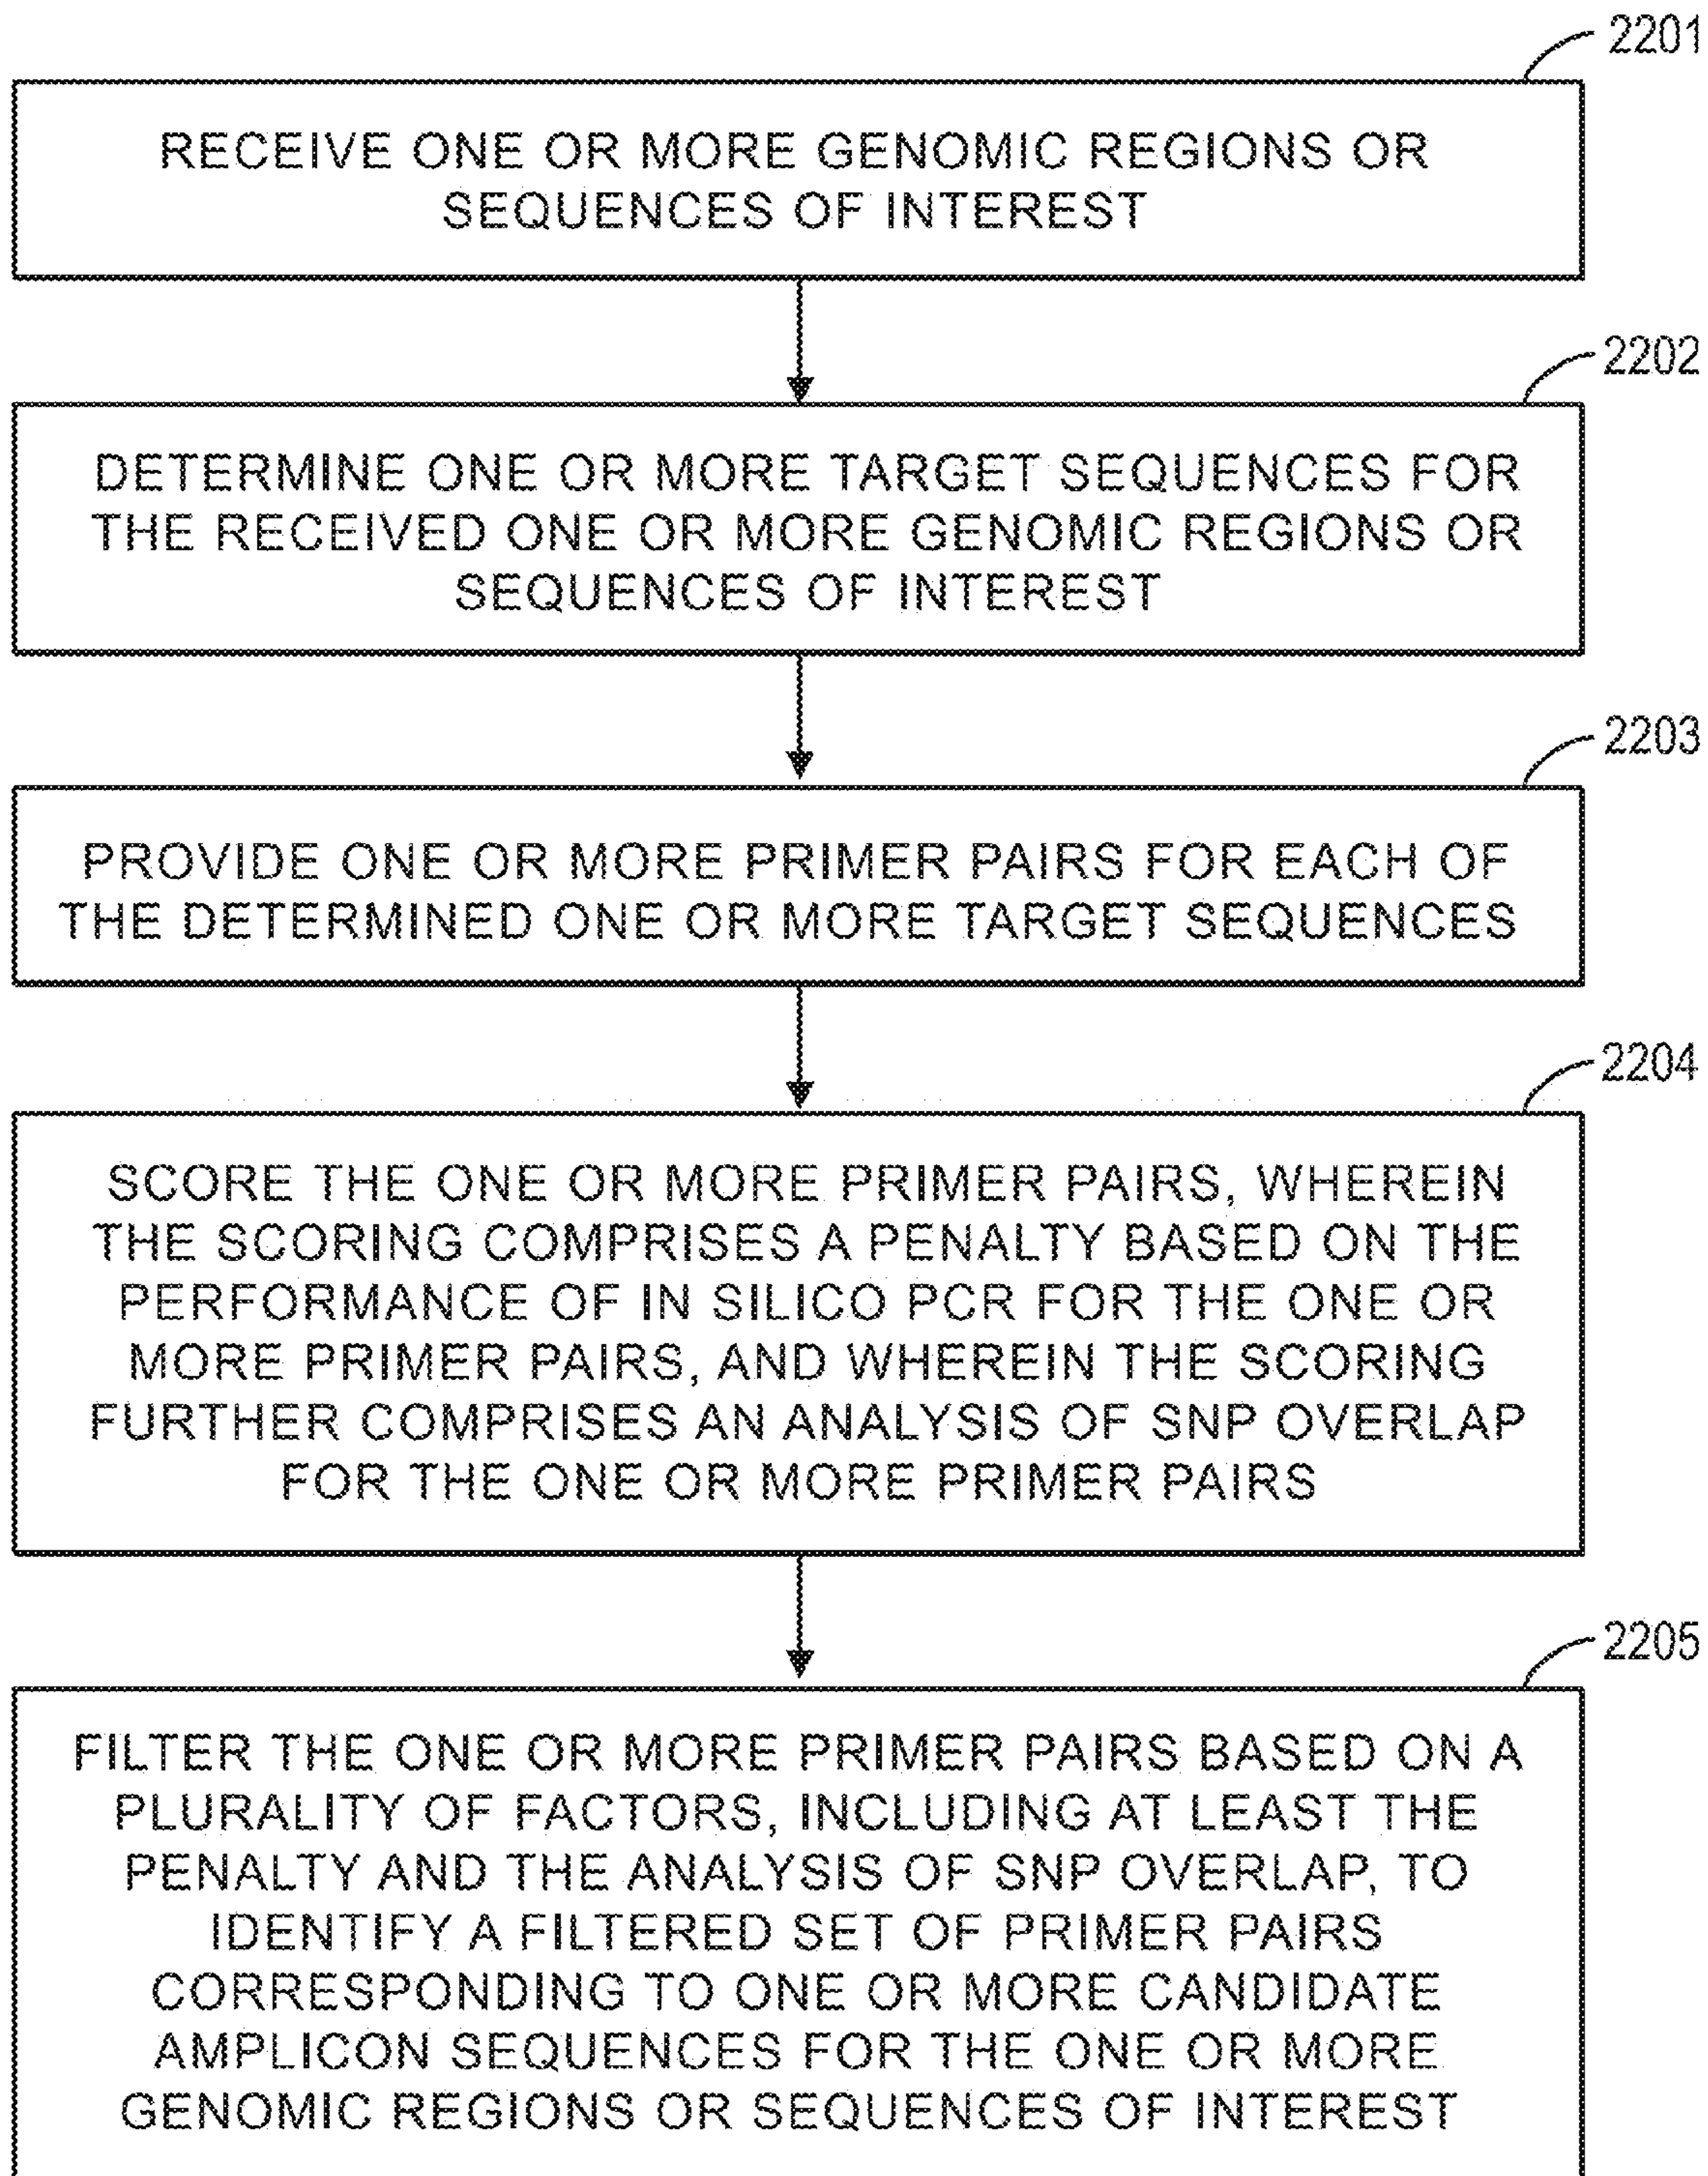 2201
RECEIVE ONE OR MORE GENOMIC REGIONS OR
SEQUENCES OF INTEREST
2202
DETERMINE ONE OR MORE TARGET SEQUENCES FOR
THE RECEIVED ONE OR MORE GENOMIC REGIONS OR
SEQUENCES OF INTEREST
2203
PROVIDE ONE OR MORE PRIMER PAIRS FOR EACH OF
THE DETERMINED ONE OR MORE TARGET SEQUENCES
2204
SCORE THE ONE OR MORE PRIMER PAIRS, WHEREIN
THE SCORING COMPRISES A PENALTY BASED ON THE
PERFORMANCE OF IN SILICO PCR FOR THE ONE OR
MORE PRIMER PAIRS, AND WHEREIN THE SCORING
FURTHER COMPRISES AN ANALYSIS OF SNP OVERLAP
FOR THE ONE OR MORE PRIMER PAIRS
2205
FILTER THE ONE OR MORE PRIMER PAIRS BASED ON A
PLURALITY OF FACTORS, INCLUDING AT LEAST THE
PENALTY AND THE ANALYSIS OF SNP OVERLAP, TO
IDENTIFY A FILTERED SET OF PRIMER PAIRS
CORRESPONDING TO ONE OR MORE CANDIDATE
AMPLICON SEQUENCES FOR THE ONE OR MORE
GENOMIC REGIONS OR SEQUENCES OF INTEREST